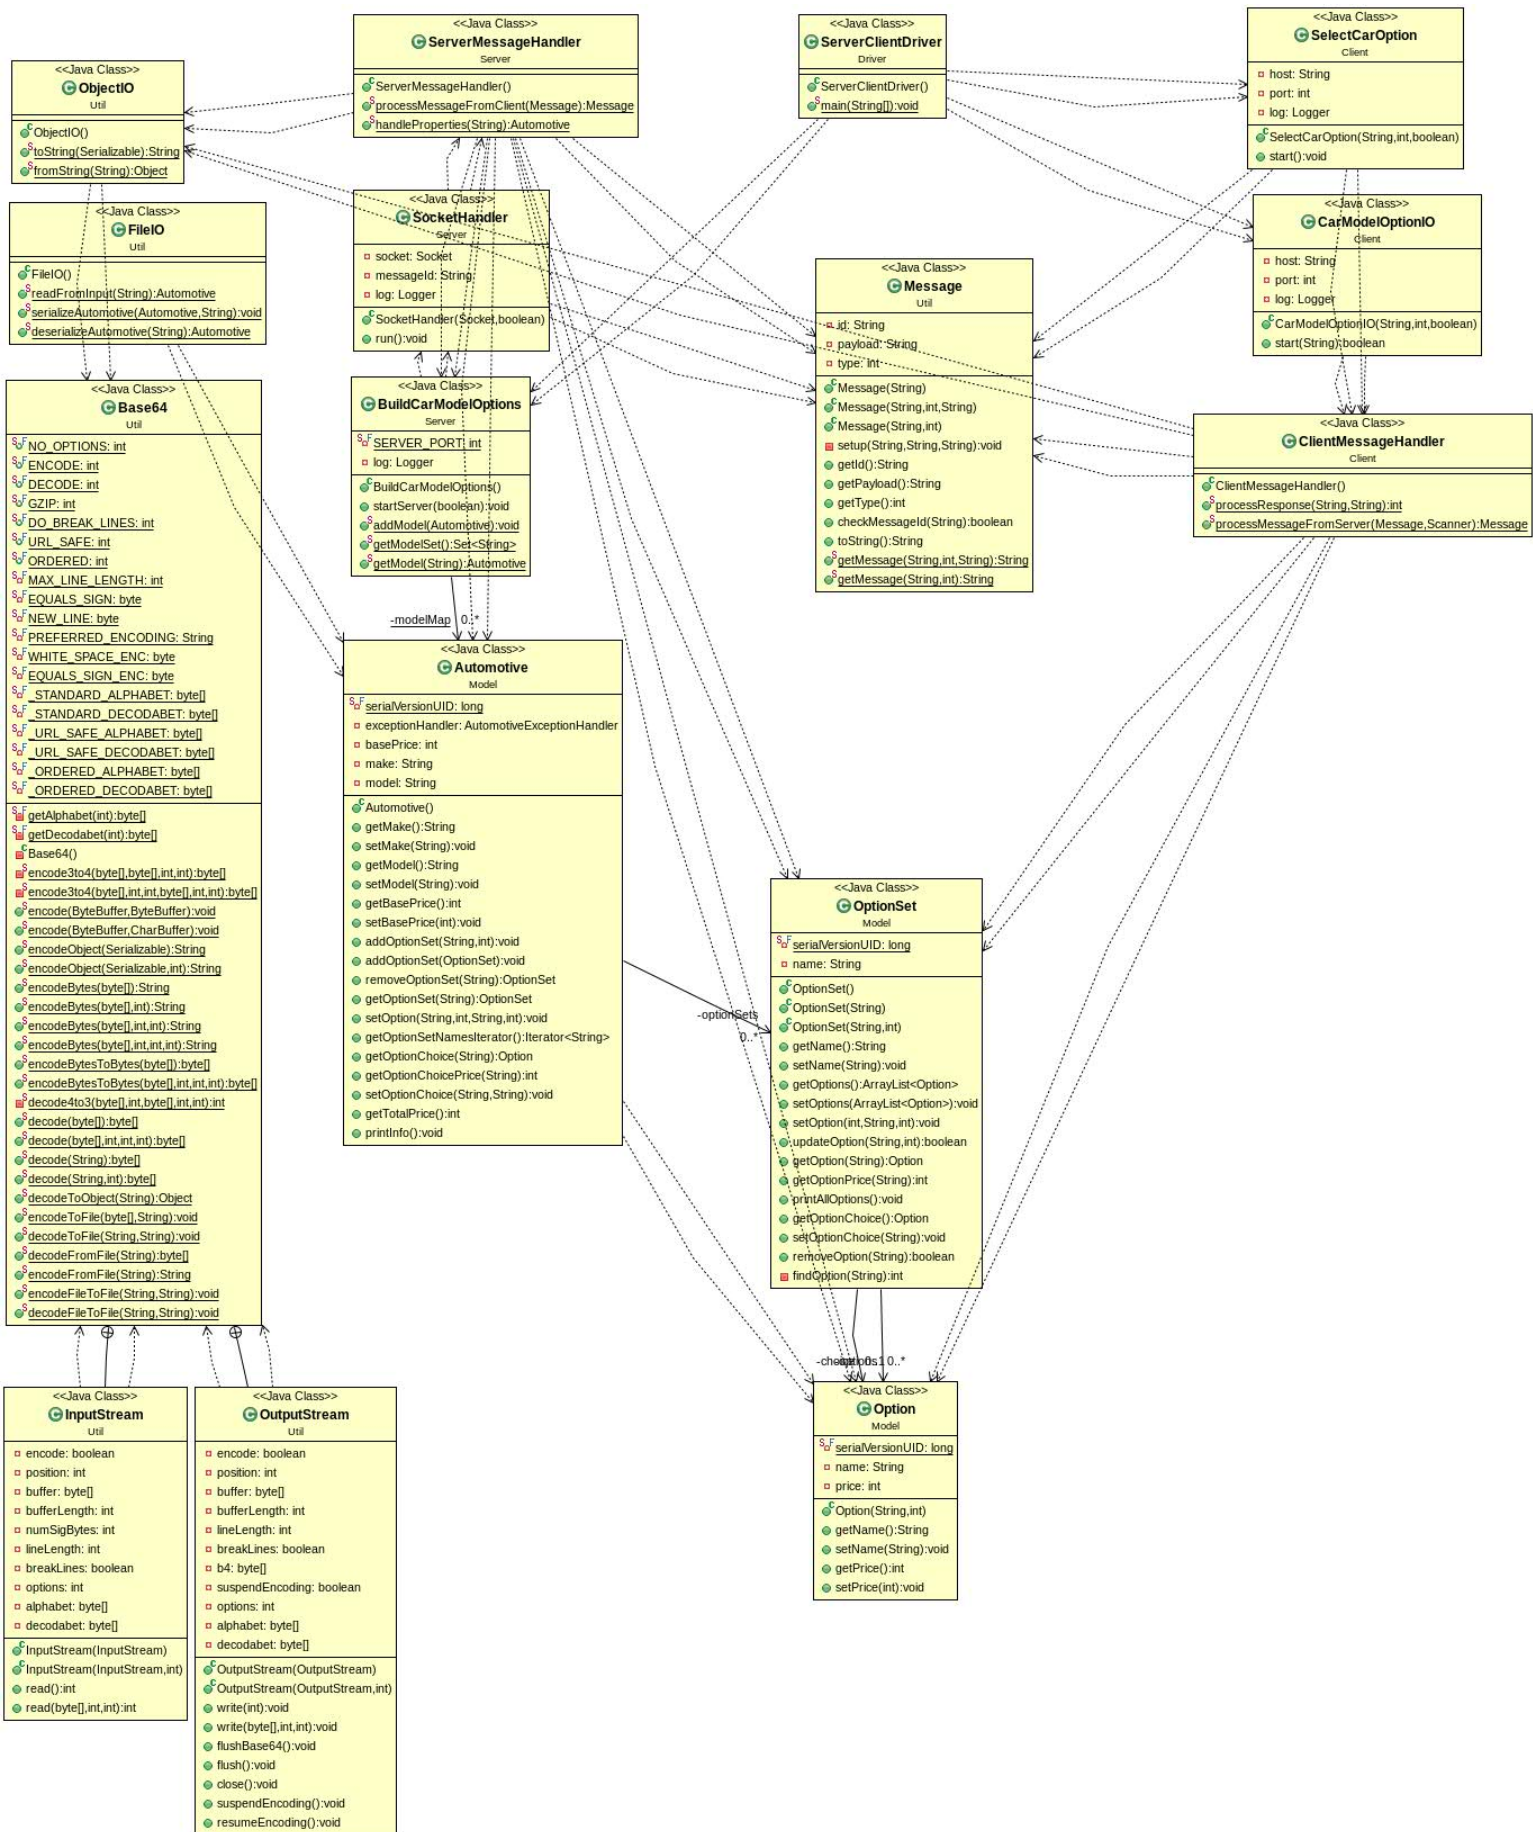 <<Java Class>>
ServerMessageHandler
Server
ServerMessageHandler()
processMessageFromClient(Message):Message
handleProperties(String):Automotive
<<Java Class>>
ServerClientDriver
Driver
ServerClientDriver()
main(String[]):void
<<Java Class>>
SelectCarOption
Client
host: String
port: int
log: Logger
SelectCarOption(String,int,boolean)
start():void
<<Java Class>>
ObjectIO
Util
ObjectIO()
toString(Serializable):String
fromString(String):Object
<<Java Class>>
SocketHandler
Server
socket: Socket
messageId: String
log: Logger
SocketHandler(Socket,boolean)
run():void
<<Java Class>>
CarModelOptionIO
Client
host: String
port: int
log: Logger
CarModelOptionIO(String,int,boolean)
start(String):boolean
<<Java Class>>
FileIO
Util
FileIO()
readFromInput(String):Automotive
serializeAutomotive(Automotive,String):void
deserializeAutomotive(String):Automotive
<<Java Class>>
Message
Util
id: String
payload: String
type: int
Message(String)
Message(String,int,String)
Message(String,int)
setup(String,String,String):void
getId():String
getPayload():String
getType():int
checkMessageId(String):boolean
toString():String
getMessage(String,int,String):String
getMessage(String,int):String
<<Java Class>>
BuildCarModelOptions
Server
SERVER_PORT: int
log: Logger
BuildCarModelOptions()
startServer(boolean):void
addModel(Automotive):void
getModelSet():Set<String>
getModel(String):Automotive
-modelMap 0..*
<<Java Class>>
ClientMessageHandler
Client
ClientMessageHandler()
processResponse(String,String):int
processMessageFromServer(Message,Scanner):Message
<<Java Class>>
Base64
Util
NO_OPTIONS: int
ENCODE: int
DECODE: int
GZIP: int
DO_BREAK_LINES: int
URL_SAFE: int
ORDERED: int
MAX_LINE_LENGTH: int
EQUALS_SIGN: byte
NEW_LINE: byte
PREFERRED_ENCODING: String
WHITE_SPACE_ENC: byte
EQUALS_SIGN_ENC: byte
_STANDARD_ALPHABET: byte[]
_STANDARD_DECODABET: byte[]
_URL_SAFE_ALPHABET: byte[]
_URL_SAFE_DECODABET: byte[]
_ORDERED_ALPHABET: byte[]
_ORDERED_DECODABET: byte[]
getAlphabet(int):byte[]
getDecodabet(int):byte[]
Base64()
encode3to4(byte[],byte[],int,int):byte[]
encode3to4(byte[],int,int,byte[],int,int):byte[]
encode(ByteBuffer,ByteBuffer):void
encode(ByteBuffer,CharBuffer):void
encodeObject(Serializable):String
encodeObject(Serializable,int):String
encodeBytes(byte[]):String
encodeBytes(byte[],int):String
encodeBytes(byte[],int,int):String
encodeBytes(byte[],int,int,int):String
encodeBytesToBytes(byte[]):byte[]
encodeBytesToBytes(byte[],int,int,int):byte[]
decode4to3(byte[],int,byte[],int,int):int
decode(byte[]):byte[]
decode(byte[],int,int,int):byte[]
decode(String):byte[]
decode(String,int):byte[]
decodeToObject(String):Object
encodeToFile(byte[],String):void
decodeToFile(String,String):void
decodeFromFile(String):byte[]
encodeFromFile(String):String
encodeFileToFile(String,String):void
decodeFileToFile(String,String):void
<<Java Class>>
Automotive
Model
serialVersionUID: long
exceptionHandler: AutomotiveExceptionHandler
basePrice: int
make: String
model: String
Automotive()
getMake():String
setMake(String):void
getModel():String
setModel(String):void
getBasePrice():int
setBasePrice(int):void
addOptionSet(String,int):void
addOptionSet(OptionSet):void
removeOptionSet(String):OptionSet
getOptionSet(String):OptionSet
setOption(String,int,String,int):void
getOptionSetNamesIterator():Iterator<String>
getOptionChoice(String):Option
getOptionChoicePrice(String):int
setOptionChoice(String,String):void
getTotalPrice():int
printInfo():void
-optionSets
0..*
<<Java Class>>
OptionSet
Model
serialVersionUID: long
name: String
OptionSet()
OptionSet(String)
OptionSet(String,int)
getName():String
setName(String):void
getOptions():ArrayList<Option>
setOptions(ArrayList<Option>):void
setOption(int,String,int):void
updateOption(String,int):boolean
getOption(String):Option
getOptionPrice(String):int
printAllOptions():void
getOptionChoice():Option
setOptionChoice(String):void
removeOption(String):boolean
findOption(String):int
0..1 0..*
<<Java Class>>
Option
Model
serialVersionUID: long
name: String
price: int
Option(String,int)
getName():String
setName(String):void
getPrice():int
setPrice(int):void
<<Java Class>>
InputStream
Util
encode: boolean
position: int
buffer: byte[]
bufferLength: int
numSigBytes: int
lineLength: int
breakLines: boolean
options: int
alphabet: byte[]
decodabet: byte[]
InputStream(InputStream)
InputStream(InputStream,int)
read():int
read(byte[],int,int):int
<<Java Class>>
OutputStream
Util
encode: boolean
position: int
buffer: byte[]
bufferLength: int
lineLength: int
breakLines: boolean
b4: byte[]
suspendEncoding: boolean
options: int
alphabet: byte[]
decodabet: byte[]
OutputStream(OutputStream)
OutputStream(OutputStream,int)
write(int):void
write(byte[],int,int):void
flushBase64():void
flush():void
close():void
suspendEncoding():void
resumeEncoding():void